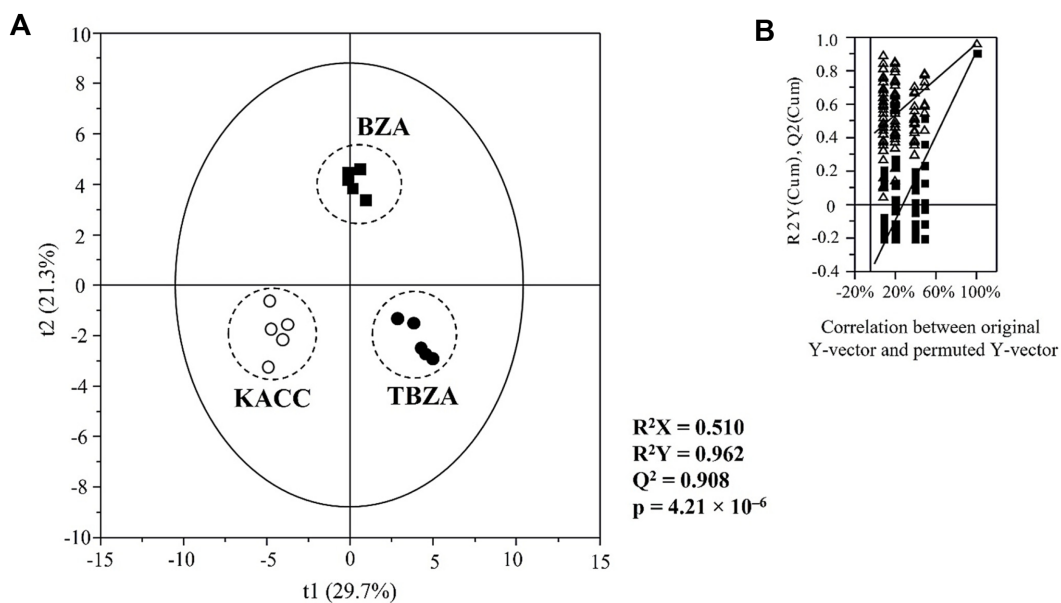 A
10
8
6
4
2
0
-2
-4
-6
-8
-10
-15
-10
-5
0
5
10
15
t2 (21.3%)
t1 (29.7%)
BZA
KACC
TBZA
R²X = 0.510
R²Y = 0.962
Q² = 0.908
p = 4.21 × 10⁻⁶
B
1.0
0.8
0.6
0.4
0.2
0
-0.2
-0.4
R2Y(Cum), Q2(Cum)
-20% 20% 60% 100%
Correlation between original
Y-vector and permuted Y-vector